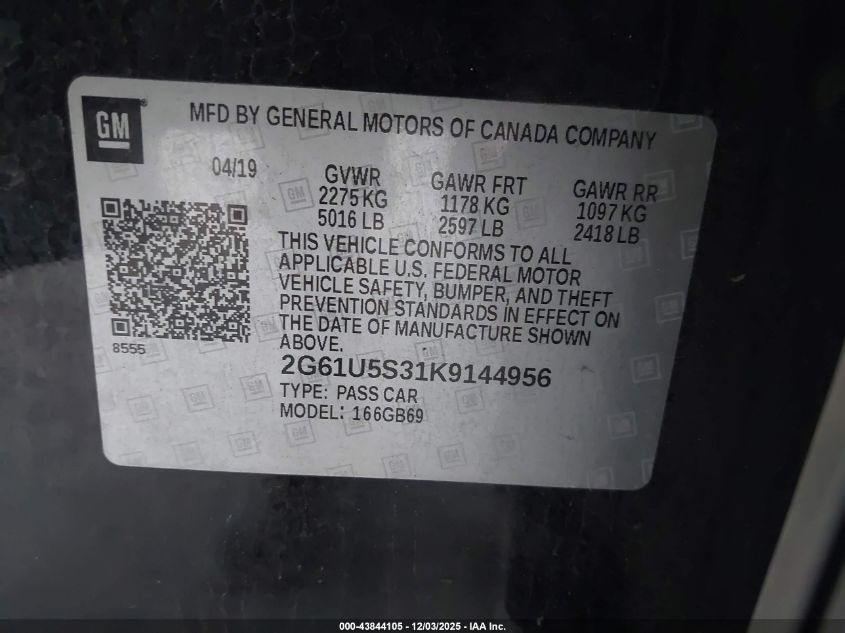 GM
MFD BY GENERAL MOTORS OF CANADA COMPANY
04/19
GVWR
2275 KG
5016 LB
GAWR FRT
1178 KG
2597 LB
GAWR RR
1097 KG
2418 LB
THIS VEHICLE CONFORMS TO ALL
APPLICABLE U.S. FEDERAL MOTOR
VEHICLE SAFETY, BUMPER, AND THEFT
PREVENTION STANDARDS IN EFFECT ON
THE DATE OF MANUFACTURE SHOWN
ABOVE.
8555
2G61U5S31K9144956
TYPE: PASS CAR
MODEL: 166GB69
000-43844105 - 12/03/2025 - IAA Inc.